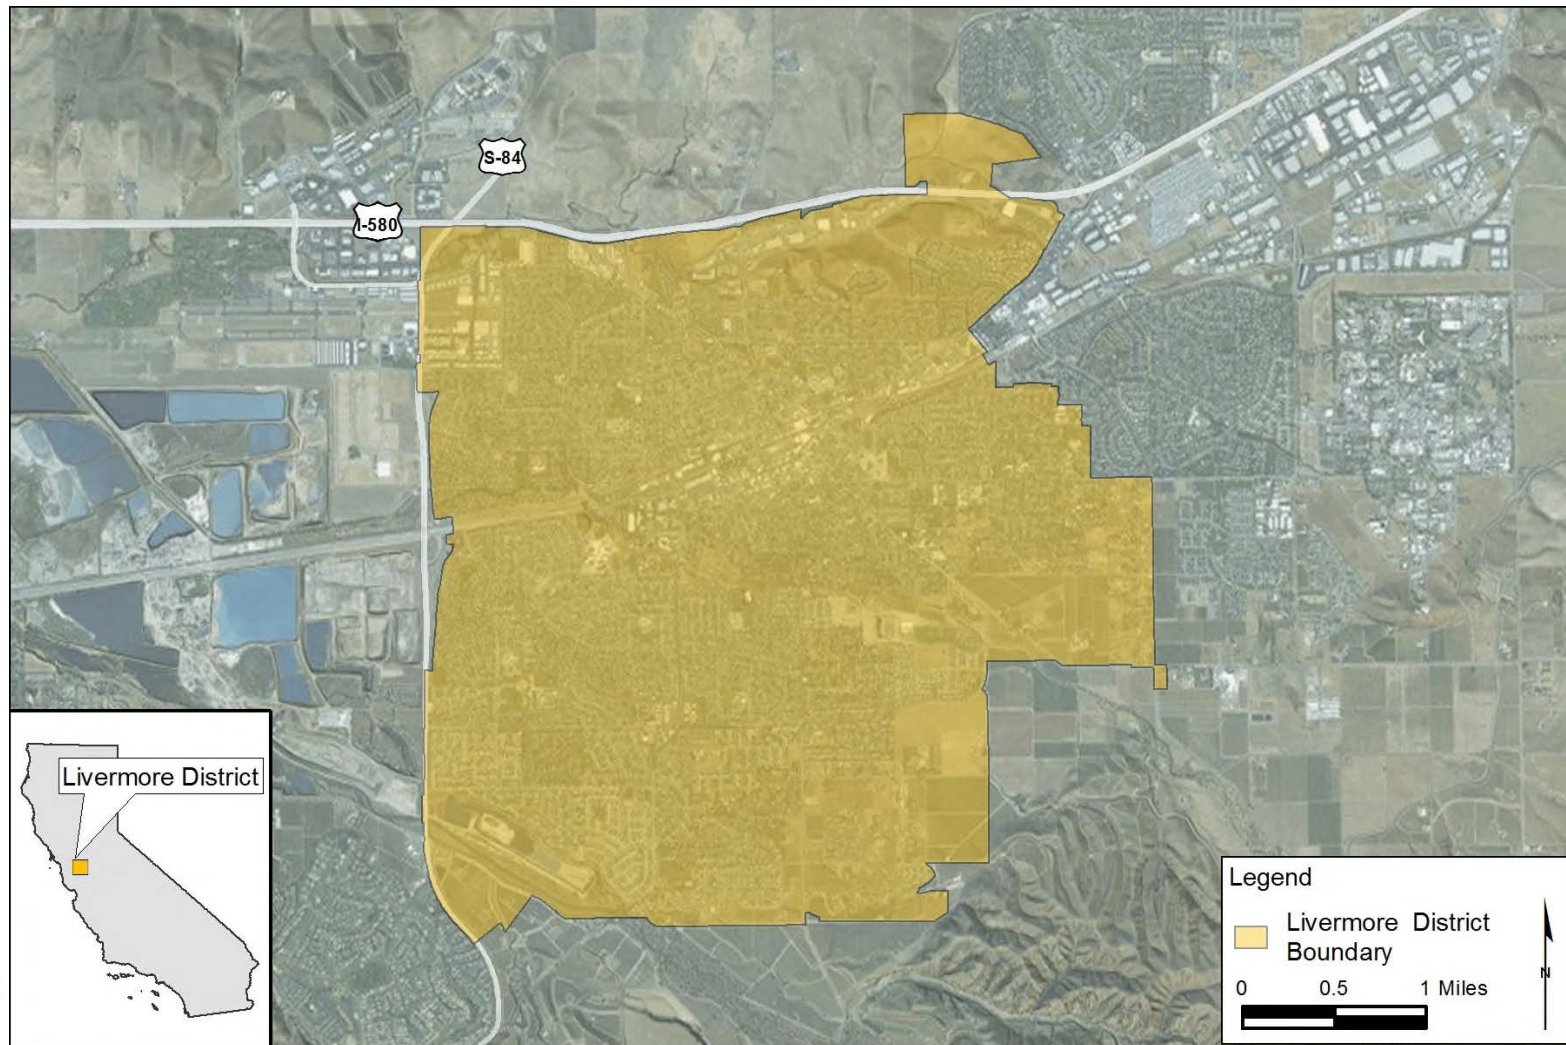 S-84
I-580
Livermore District
Legend
Livermore District
Boundary
0 0.5 1 Miles
N